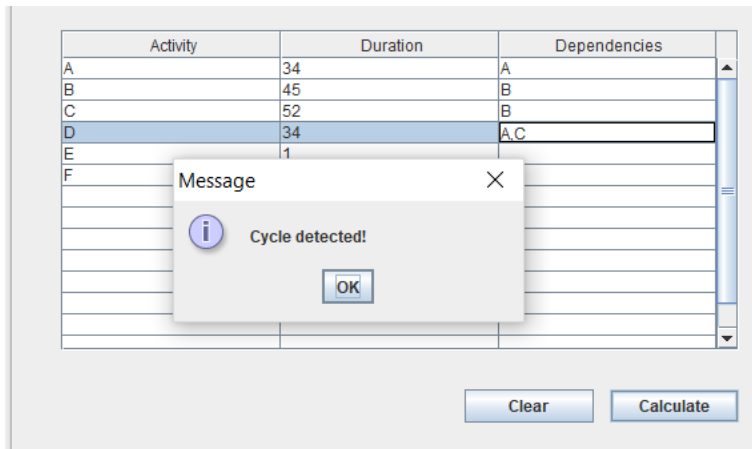 Activity Duration Dependencies
A 34 A
B 45 B
C 52 B
D 34 A,C
E 1
F
Message
i
Cycle detected!
OK
Clear Calculate